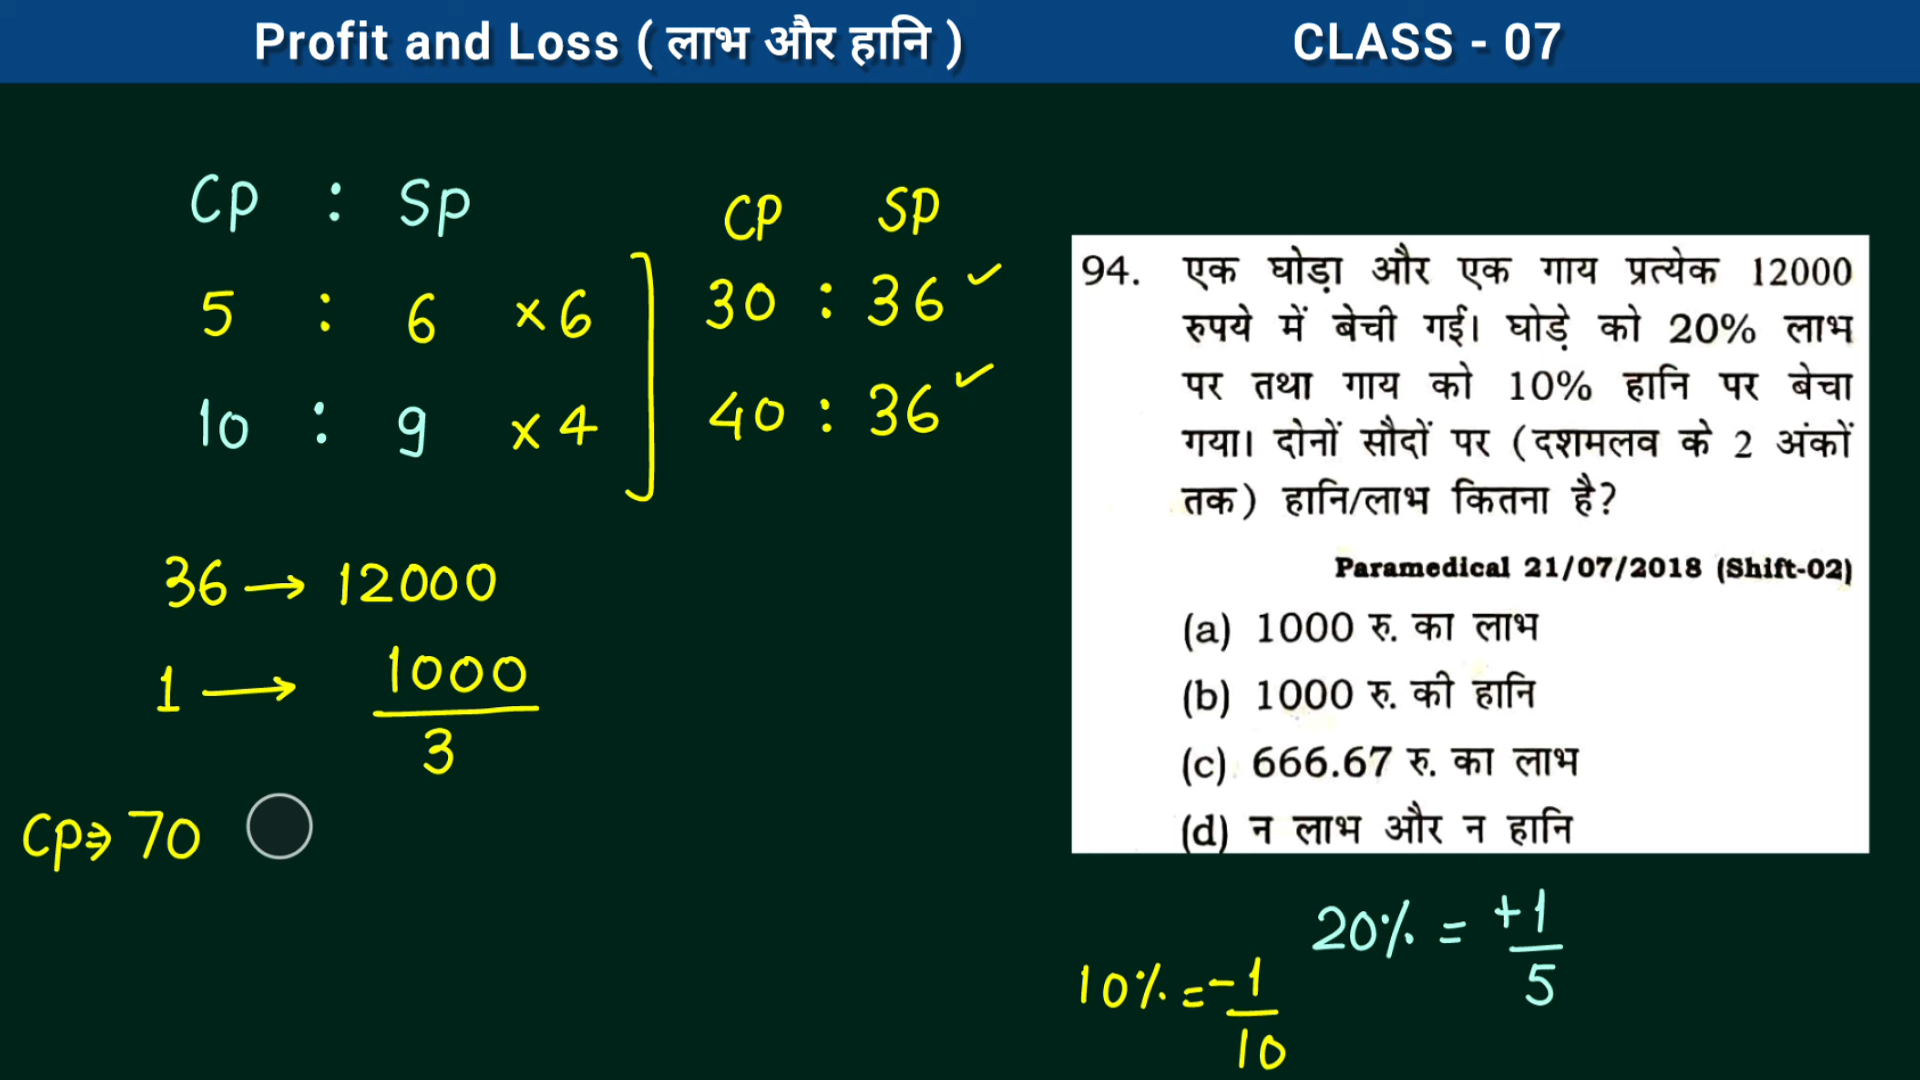 Profit and Loss ( लाभ और हानि )
CLASS - 07
CP : SP
5 : 6 ×6
10 : 9 ×4
CP SP
30 : 36 ✓
40 : 36 ✓
36 → 12000
1 → 1000/3
CP⇒ 70
94. एक घोड़ा और एक गाय प्रत्येक 12000
रुपये में बेची गई। घोड़े को 20% लाभ
पर तथा गाय को 10% हानि पर बेचा
गया। दोनों सौदों पर (दशमलव के 2 अंकों
तक) हानि/लाभ कितना है?
Paramedical 21/07/2018 (Shift-02)
(a) 1000 रु. का लाभ
(b) 1000 रु. की हानि
(c) 666.67 रु. का लाभ
(d) न लाभ और न हानि
20% = +1/5
10% = -1/10